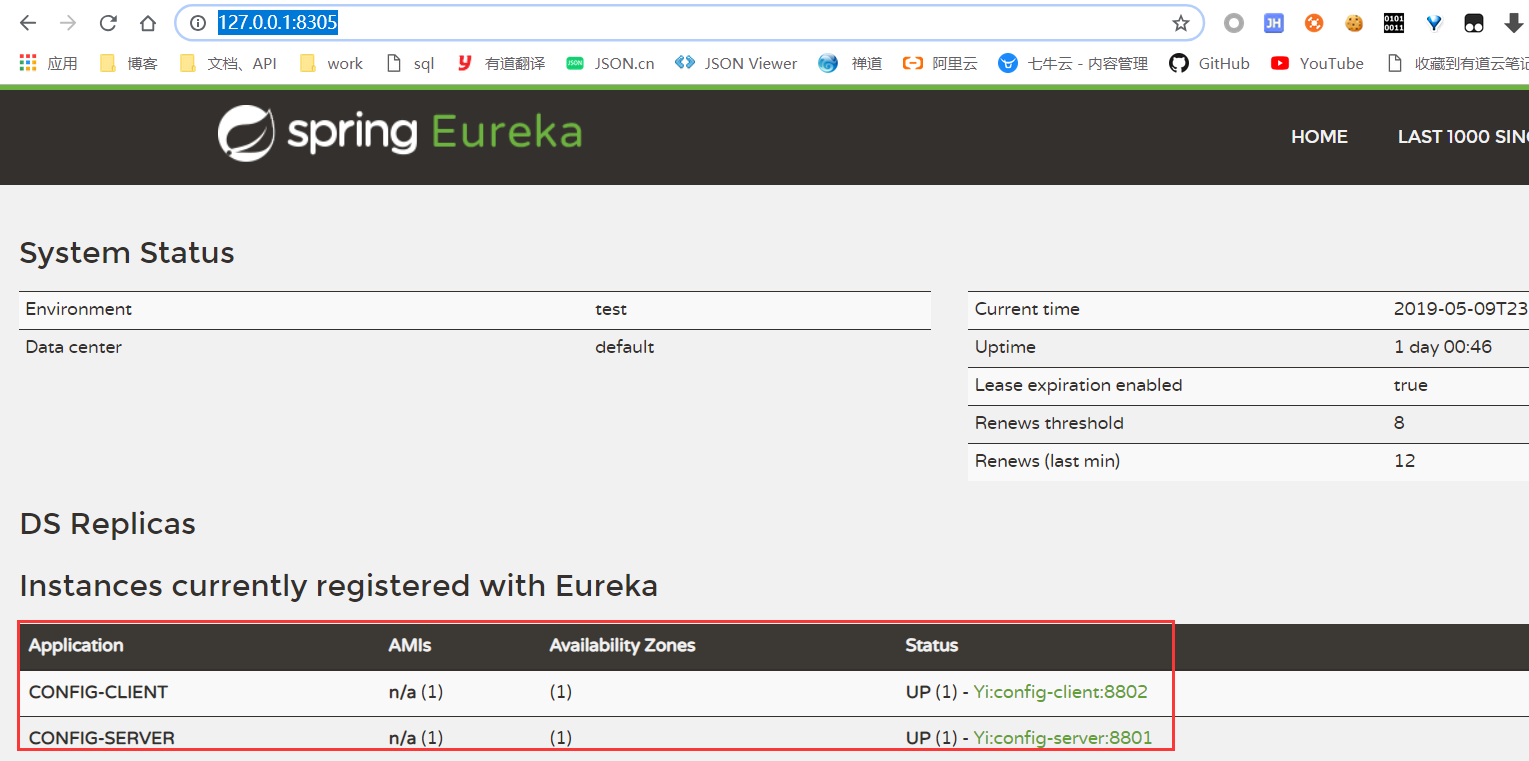 127.0.0.1:8305
JH
0101
0011
应用 博客 文档、API work sql 有道翻译 JSON JSON.cn JSON Viewer 禅道 阿里云 七牛云 - 内容管理 GitHub YouTube 收藏到有道云笔记
spring Eureka
HOME LAST 1000 SINC
System Status
Environment test
Data center default
Current time 2019-05-09T23
Uptime 1 day 00:46
Lease expiration enabled true
Renews threshold 8
Renews (last min) 12
DS Replicas
Instances currently registered with Eureka
Application AMIs Availability Zones Status
CONFIG-CLIENT n/a (1) (1) UP (1) - Yi:config-client:8802
CONFIG-SERVER n/a (1) (1) UP (1) - Yi:config-server:8801